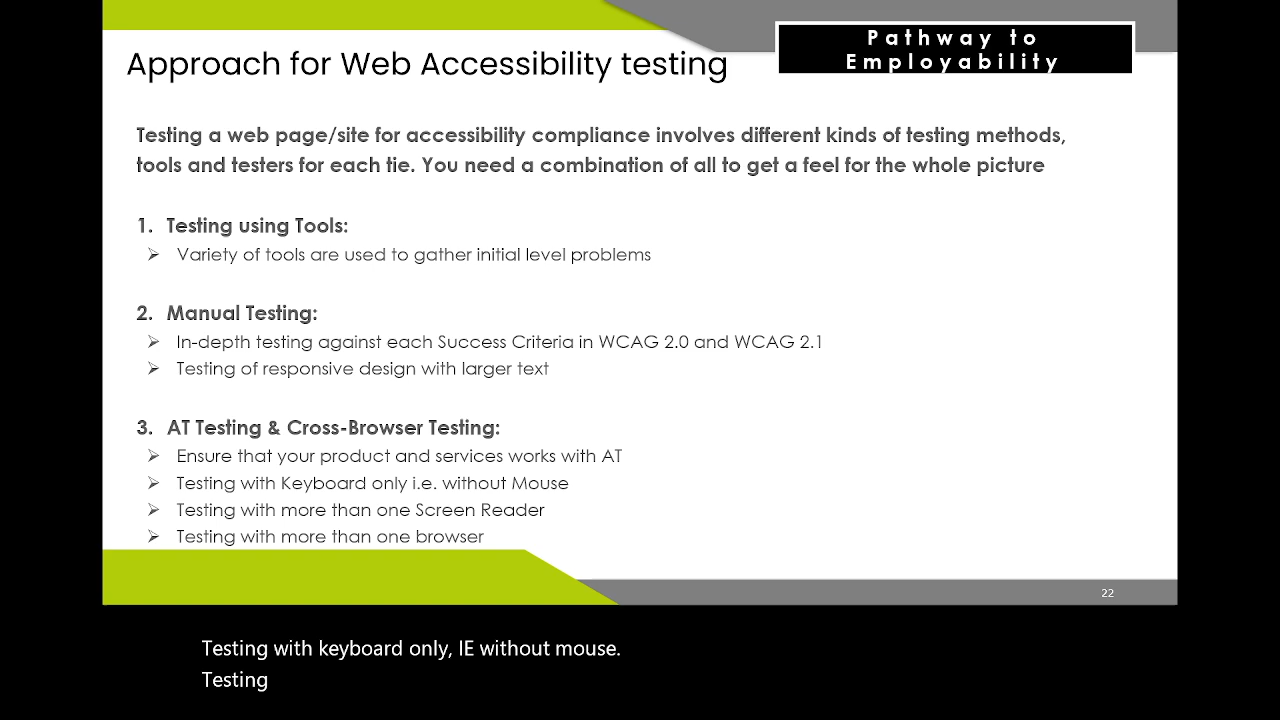 Pathway to
Employability
Approach for Web Accessibility testing
Testing a web page/site for accessibility compliance involves different kinds of testing methods,
tools and testers for each tie. You need a combination of all to get a feel for the whole picture
1. Testing using Tools:
➢ Variety of tools are used to gather initial level problems
2. Manual Testing:
➢ In-depth testing against each Success Criteria in WCAG 2.0 and WCAG 2.1
➢ Testing of responsive design with larger text
3. AT Testing & Cross-Browser Testing:
➢ Ensure that your product and services works with AT
➢ Testing with Keyboard only i.e. without Mouse
➢ Testing with more than one Screen Reader
➢ Testing with more than one browser
22
Testing with keyboard only, IE without mouse.
Testing